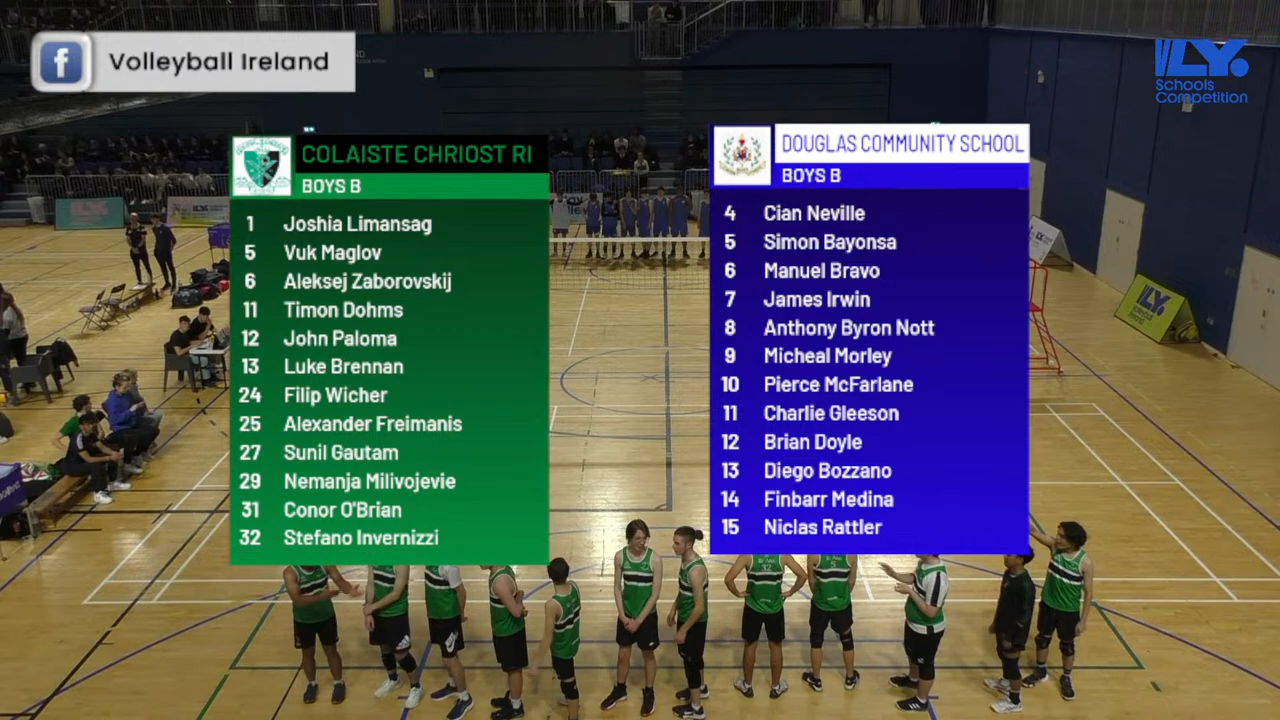 f Volleyball Ireland
VLY.
Schools
Competition
COLAISTE CHRIOST RI
BOYS B
1 Joshia Limansag
5 Vuk Maglov
6 Aleksej Zaborovskij
11 Timon Dohms
12 John Paloma
13 Luke Brennan
24 Filip Wicher
25 Alexander Freimanis
27 Sunil Gautam
29 Nemanja Milivojevie
31 Conor O'Brian
32 Stefano Invernizzi
DOUGLAS COMMUNITY SCHOOL
BOYS B
4 Cian Neville
5 Simon Bayonsa
6 Manuel Bravo
7 James Irwin
8 Anthony Byron Nott
9 Micheal Morley
10 Pierce McFarlane
11 Charlie Gleeson
12 Brian Doyle
13 Diego Bozzano
14 Finbarr Medina
15 Niclas Rattler
VLY.
32
5